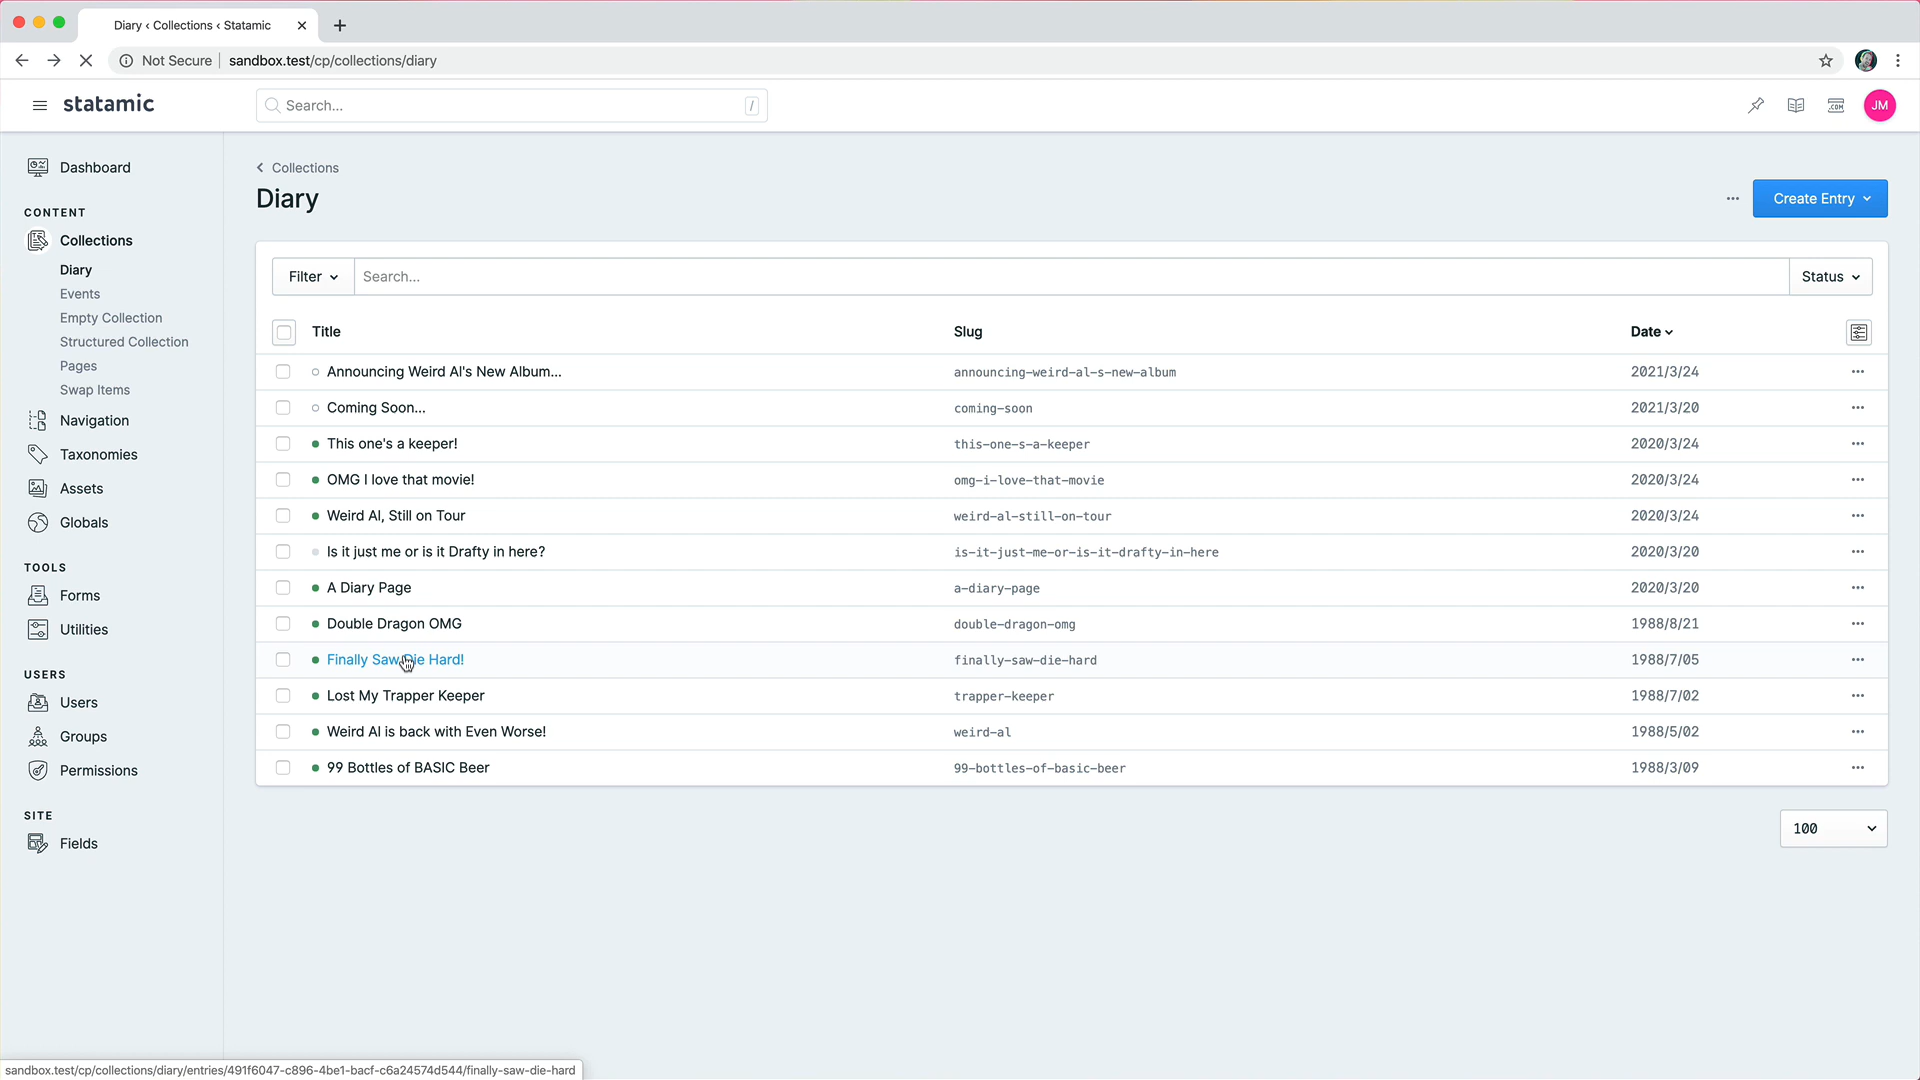 Diary ‹ Collections ‹ Statamic
Not Secure
sandbox.test/cp/collections/diary
statamic
Search...
/
.COM
JM
Dashboard
CONTENT
Collections
Diary
Events
Empty Collection
Structured Collection
Pages
Swap Items
Navigation
Taxonomies
Assets
Globals
TOOLS
Forms
Utilities
USERS
Users
Groups
Permissions
SITE
Fields
Collections
Diary
Create Entry
Filter
Search...
Status
Title Slug Date
Announcing Weird Al's New Album... announcing-weird-al-s-new-album 2021/3/24
Coming Soon... coming-soon 2021/3/20
This one's a keeper! this-one-s-a-keeper 2020/3/24
OMG I love that movie! omg-i-love-that-movie 2020/3/24
Weird Al, Still on Tour weird-al-still-on-tour 2020/3/24
Is it just me or is it Drafty in here? is-it-just-me-or-is-it-drafty-in-here 2020/3/20
A Diary Page a-diary-page 2020/3/20
Double Dragon OMG double-dragon-omg 1988/8/21
Finally Saw Die Hard! finally-saw-die-hard 1988/7/05
Lost My Trapper Keeper trapper-keeper 1988/7/02
Weird Al is back with Even Worse! weird-al 1988/5/02
99 Bottles of BASIC Beer 99-bottles-of-basic-beer 1988/3/09
100
sandbox.test/cp/collections/diary/entries/491f6047-c896-4be1-bacf-c6a24574d544/finally-saw-die-hard